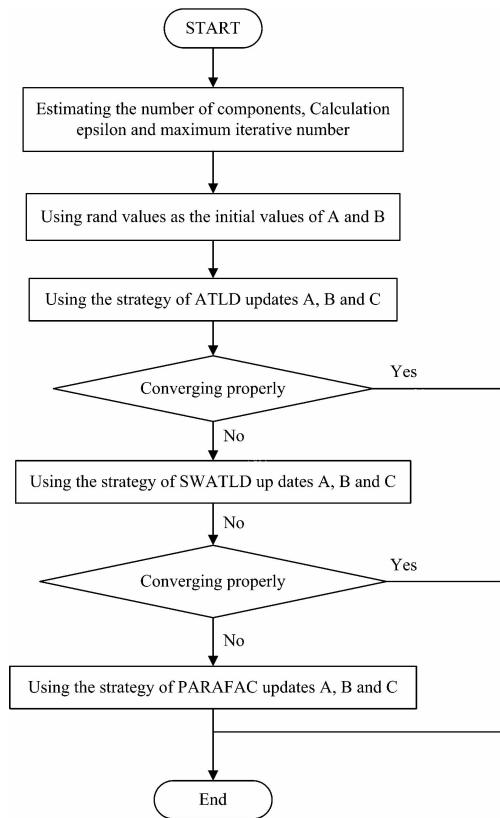 START
Estimating the number of components, Calculation
epsilon and maximum iterative number
Using rand values as the initial values of A and B
Using the strategy of ATLD updates A, B and C
Converging properly
Yes
No
Using the strategy of SWATLD up dates A, B and C
No
Converging properly
Yes
No
Using the strategy of PARAFAC updates A, B and C
End